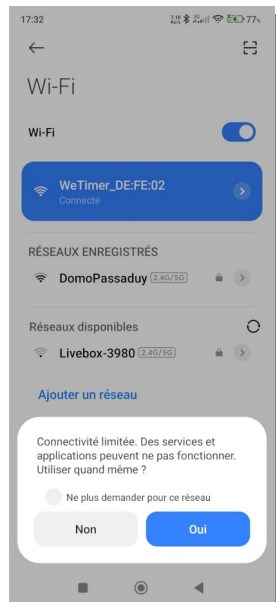 17:32
77%
Wi-Fi
Wi-Fi
WeTimer_DE:FE:02
Connecté
RÉSEAUX ENREGISTRÉS
DomoPassaduy 2.4G/5G
Réseaux disponibles
Livebox-3980 2.4G/5G
Ajouter un réseau
Connectivité limitée. Des services et
applications peuvent ne pas fonctionner.
Utiliser quand même ?
Ne plus demander pour ce réseau
Non
Oui